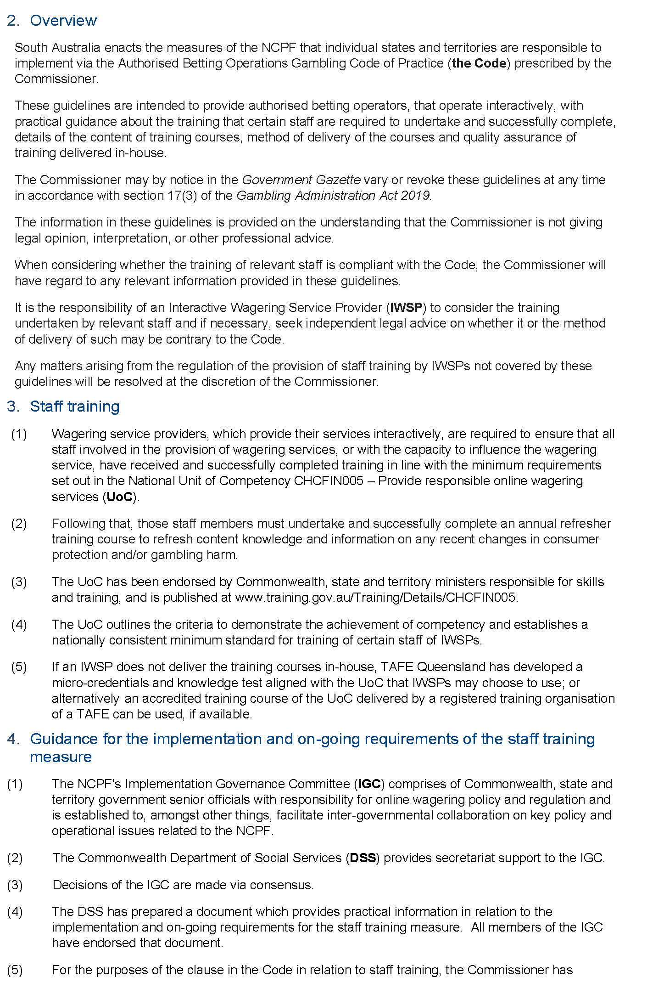 2. Overview
South Australia enacts the measures of the NCPF that individual states and territories are responsible to
implement via the Authorised Betting Operations Gambling Code of Practice (the Code) prescribed by the
Commissioner.
These guidelines are intended to provide authorised betting operators, that operate interactively, with
practical guidance about the training that certain staff are required to undertake and successfully complete,
details of the content of training courses, method of delivery of the courses and quality assurance of
training delivered in-house.
The Commissioner may by notice in the Government Gazette vary or revoke these guidelines at any time
in accordance with section 17(3) of the Gambling Administration Act 2019.
The information in these guidelines is provided on the understanding that the Commissioner is not giving
legal opinion, interpretation, or other professional advice.
When considering whether the training of relevant staff is compliant with the Code, the Commissioner will
have regard to any relevant information provided in these guidelines.
It is the responsibility of an Interactive Wagering Service Provider (IWSP) to consider the training
undertaken by relevant staff and if necessary, seek independent legal advice on whether it or the method
of delivery of such may be contrary to the Code.
Any matters arising from the regulation of the provision of staff training by IWSPs not covered by these
guidelines will be resolved at the discretion of the Commissioner.
3. Staff training
(1) Wagering service providers, which provide their services interactively, are required to ensure that all
staff involved in the provision of wagering services, or with the capacity to influence the wagering
service, have received and successfully completed training in line with the minimum requirements
set out in the National Unit of Competency CHCFIN005 – Provide responsible online wagering
services (UoC).
(2) Following that, those staff members must undertake and successfully complete an annual refresher
training course to refresh content knowledge and information on any recent changes in consumer
protection and/or gambling harm.
(3) The UoC has been endorsed by Commonwealth, state and territory ministers responsible for skills
and training, and is published at www.training.gov.au/Training/Details/CHCFIN005.
(4) The UoC outlines the criteria to demonstrate the achievement of competency and establishes a
nationally consistent minimum standard for training of certain staff of IWSPs.
(5) If an IWSP does not deliver the training courses in-house, TAFE Queensland has developed a
micro-credentials and knowledge test aligned with the UoC that IWSPs may choose to use; or
alternatively an accredited training course of the UoC delivered by a registered training organisation
of a TAFE can be used, if available.
4. Guidance for the implementation and on-going requirements of the staff training
measure
(1) The NCPF’s Implementation Governance Committee (IGC) comprises of Commonwealth, state and
territory government senior officials with responsibility for online wagering policy and regulation and
is established to, amongst other things, facilitate inter-governmental collaboration on key policy and
operational issues related to the NCPF.
(2) The Commonwealth Department of Social Services (DSS) provides secretariat support to the IGC.
(3) Decisions of the IGC are made via consensus.
(4) The DSS has prepared a document which provides practical information in relation to the
implementation and on-going requirements for the staff training measure. All members of the IGC
have endorsed that document.
(5) For the purposes of the clause in the Code in relation to staff training, the Commissioner has